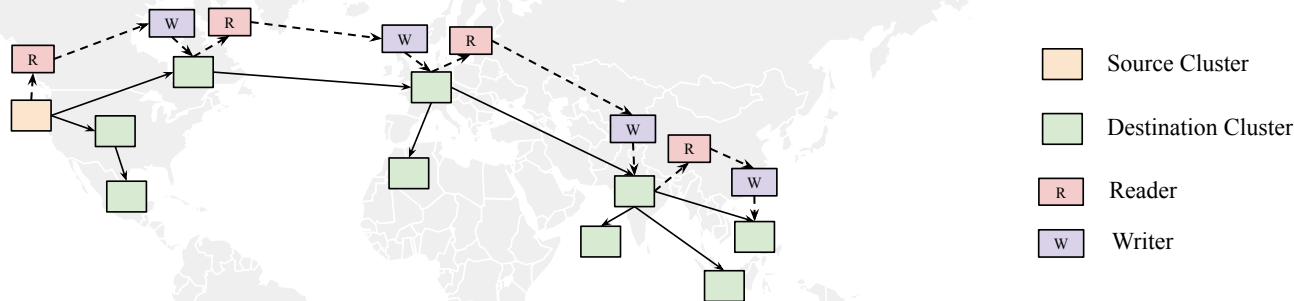 W
R
W
R
R
W
R
W
Source Cluster
Destination Cluster
R Reader
W Writer